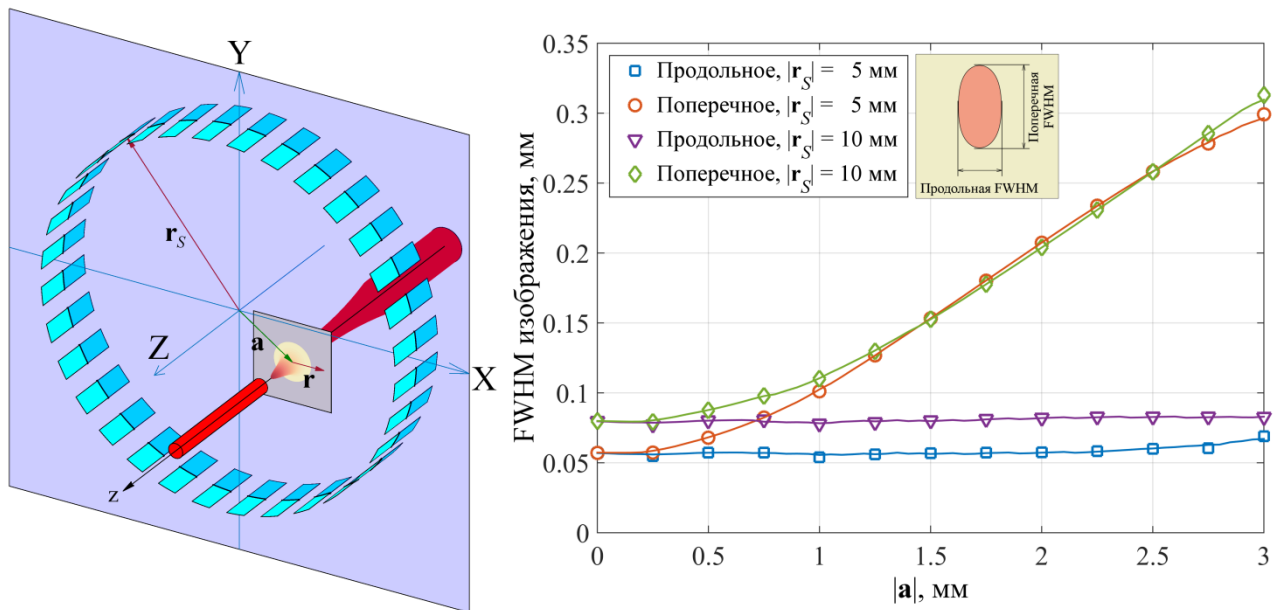 Y
r_S
a
Z
r
X
z
FWHM изображения, мм
0.35
0.3
0.25
0.2
0.15
0.1
0.05
0
Продольное, |r_S| = 5 мм
Поперечное, |r_S| = 5 мм
Продольное, |r_S| = 10 мм
Поперечное, |r_S| = 10 мм
Поперечная
FWHM
Продольная FWHM
0 0.5 1 1.5 2 2.5 3
|a|, мм